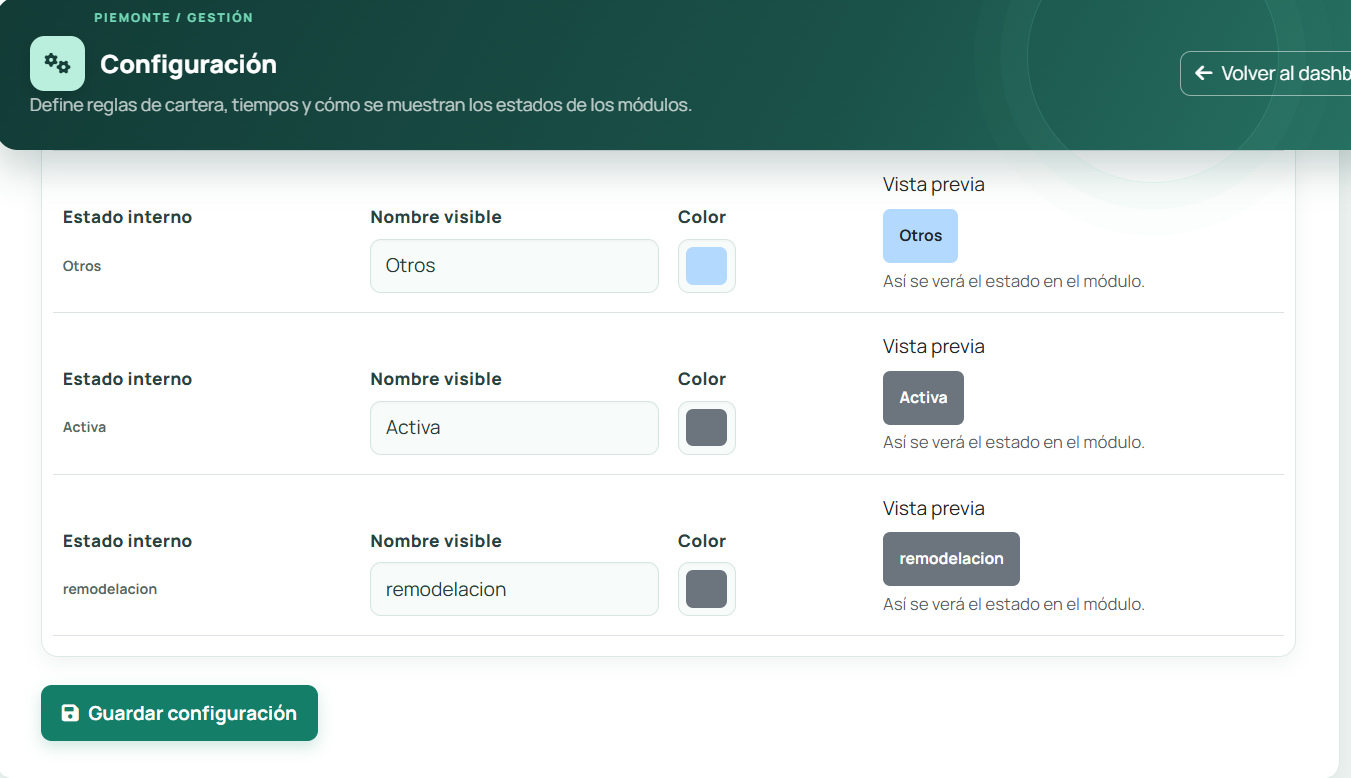 PIEMONTE / GESTIÓN
Configuración
Volver al dashb
Define reglas de cartera, tiempos y cómo se muestran los estados de los módulos.
Vista previa
Estado interno
Nombre visible
Color
Otros
Otros
Otros
Así se verá el estado en el módulo.
Vista previa
Estado interno
Nombre visible
Color
Activa
Activa
Activa
Así se verá el estado en el módulo.
Vista previa
Estado interno
Nombre visible
Color
remodelacion
remodelacion
remodelacion
Así se verá el estado en el módulo.
Guardar configuración